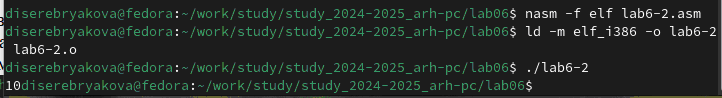 diserebryakova@fedora:~/work/study/study_2024-2025_arh-pc/lab06$ nasm -f elf lab6-2.asm
diserebryakova@fedora:~/work/study/study_2024-2025_arh-pc/lab06$ ld -m elf_i386 -o lab6-2
lab6-2.o
diserebryakova@fedora:~/work/study/study_2024-2025_arh-pc/lab06$ ./lab6-2
10diserebryakova@fedora:~/work/study/study_2024-2025_arh-pc/lab06$